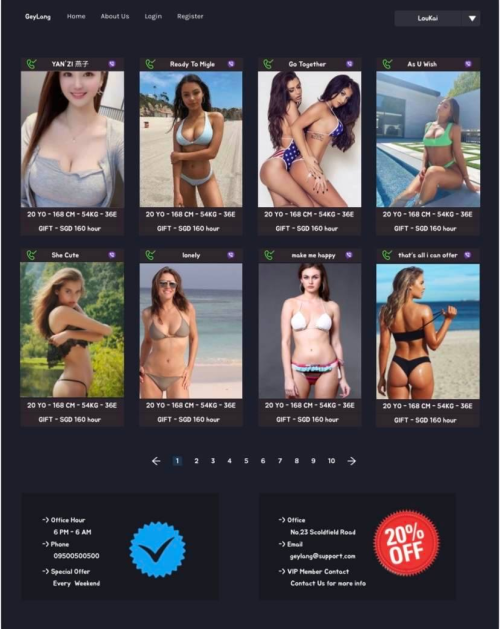 GeyLang Home About Us Login Register LouKai
YAN'ZI 燕子
Ready To Migle
Go Together
As U Wish
20 YO - 168 CM - 54KG - 36E
GIFT - SGD 160 hour
20 YO - 168 CM - 54KG - 36E
GIFT - SGD 160 hour
20 YO - 168 CM - 54KG - 36E
GIFT - SGD 160 hour
20 YO - 168 CM - 54KG - 36E
GIFT - SGD 160 hour
She Cute
lonely
make me happy
that's all i can offer
20 YO - 168 CM - 54KG - 36E
GIFT - SGD 160 hour
20 YO - 168 CM - 54KG - 36E
GIFT - SGD 160 hour
20 YO - 168 CM - 54KG - 36E
GIFT - SGD 160 hour
20 YO - 168 CM - 54KG - 36E
GIFT - SGD 160 hour
1 2 3 4 5 6 7 8 9 10
-> Office Hour
6 PM - 6 AM
-> Phone
09500500500
-> Special Offer
Every Weekend
-> Office
No.23 Scoldfield Road
-> Email
geylang@support.com
-> VIP Member Contact
Contact Us for more info
20%
OFF